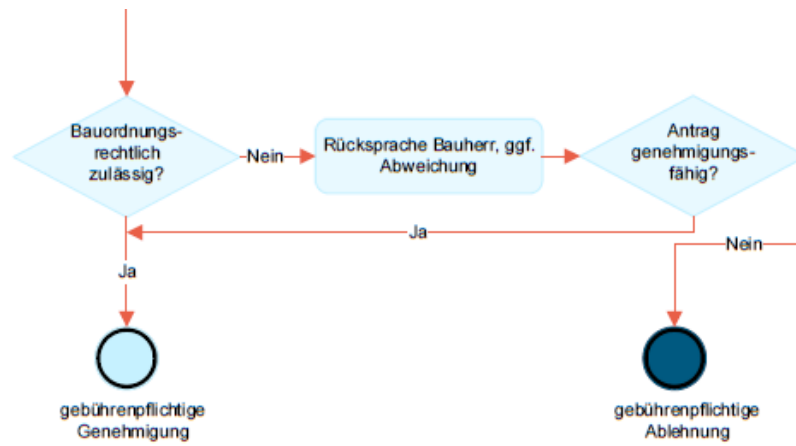 Bauordnungs-
rechtlich
zulässig?
Nein
Rücksprache Bauherr, ggf.
Abweichung
Antrag
genehmigungs-
fähig?
Ja
Nein
Ja
gebührenpflichtige
Genehmigung
gebührenpflichtige
Ablehnung